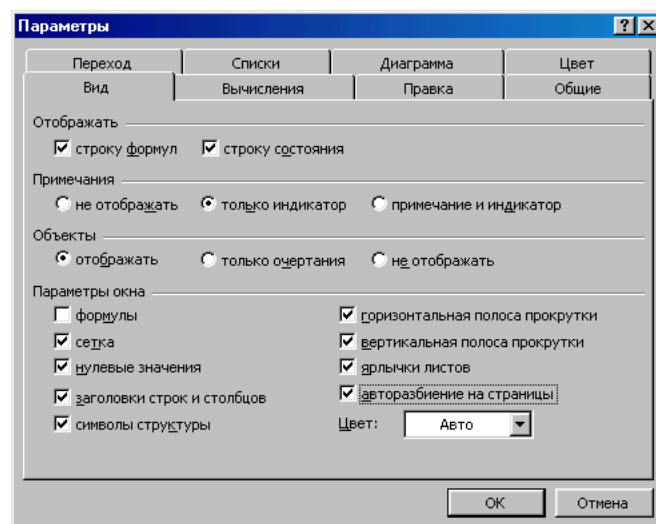 Параметры
Переход Списки Диаграмма Цвет
Вид Вычисления Правка Общие
Отображать
строку формул строку состояния
Примечания
не отображать только индикатор примечание и индикатор
Объекты
отображать только очертания не отображать
Параметры окна
формулы горизонтальная полоса прокрутки
сетка вертикальная полоса прокрутки
нулевые значения ярлычки листов
заголовки строк и столбцов авторазбиение на страницы
символы структуры Цвет: Авто
ОК Отмена